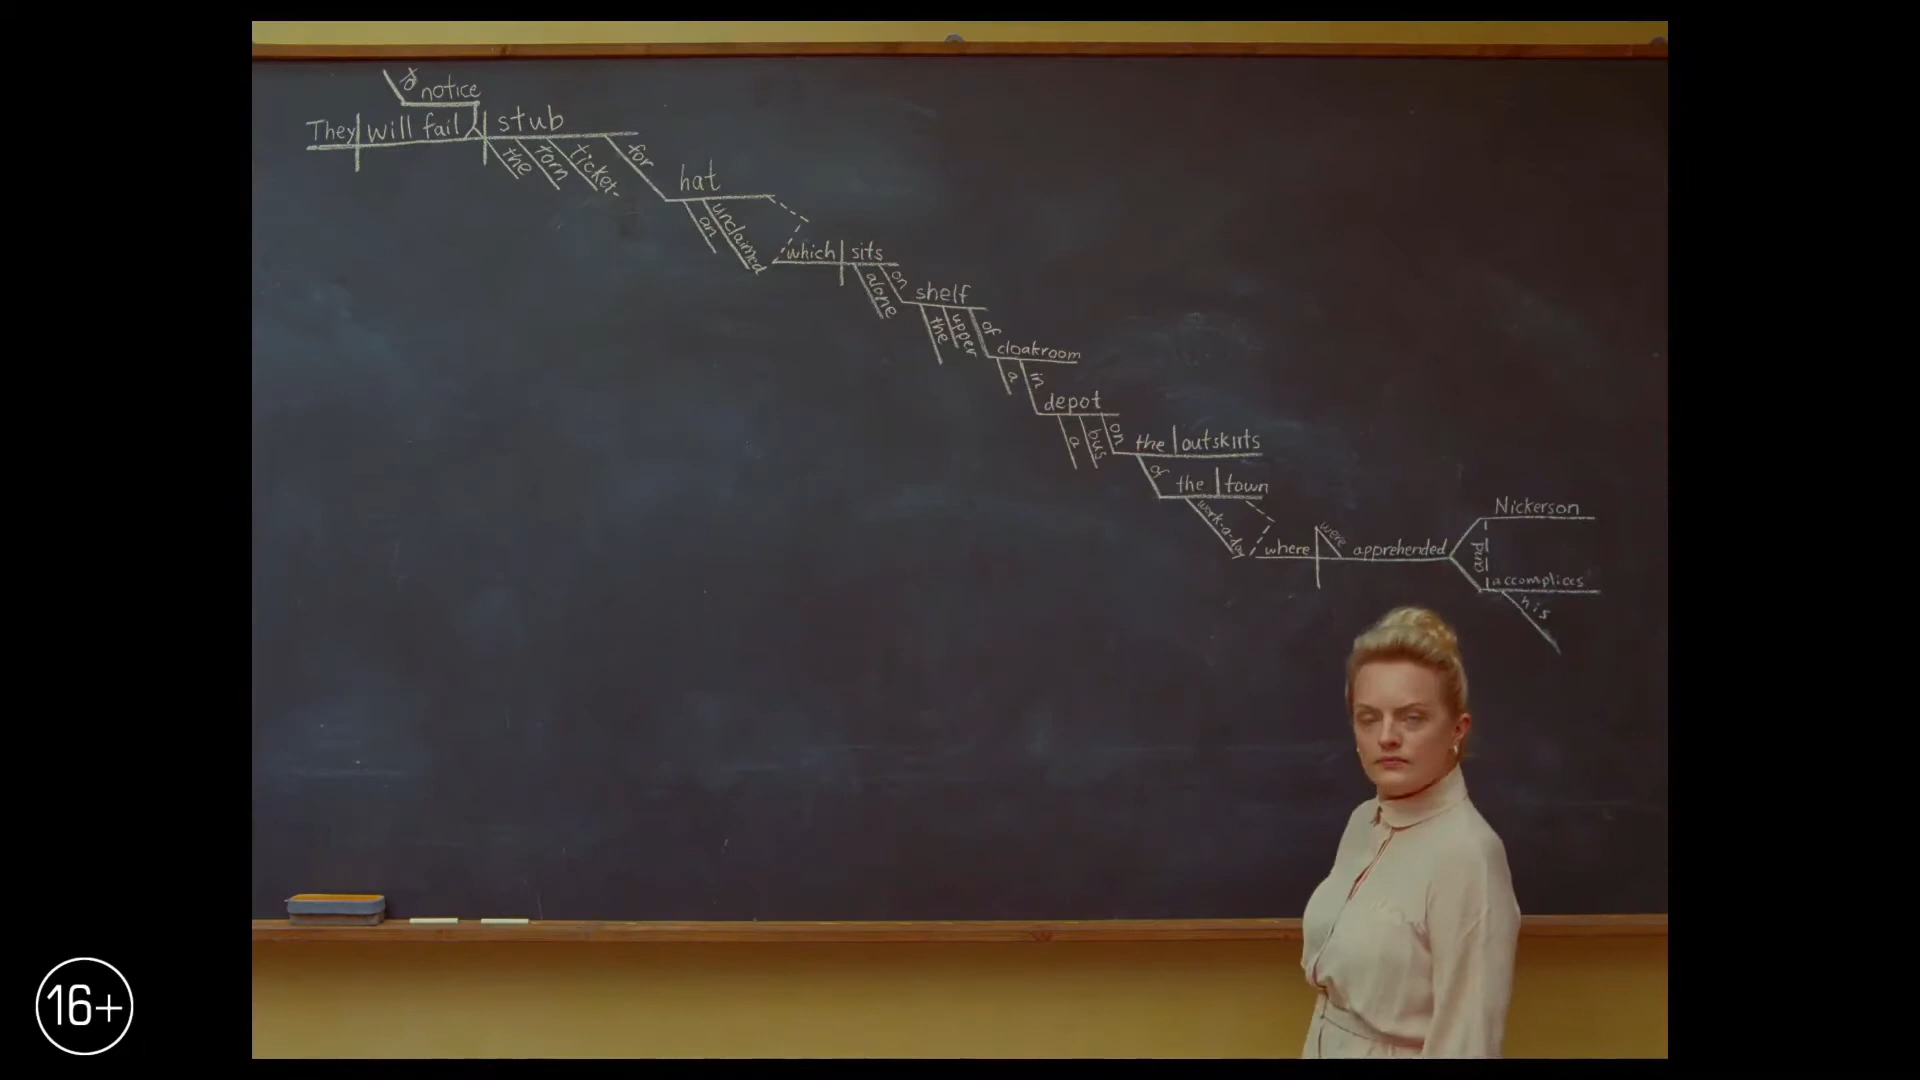 to
notice
They will fail stub
the torn ticket- for
hat
an unclaimed
which sits
alone on
shelf
the upper of
cloakroom
a in
depot
a bus on
the outskirts
of
the town
work-a-day
where were apprehended
Nickerson
and
accomplices
his
16+